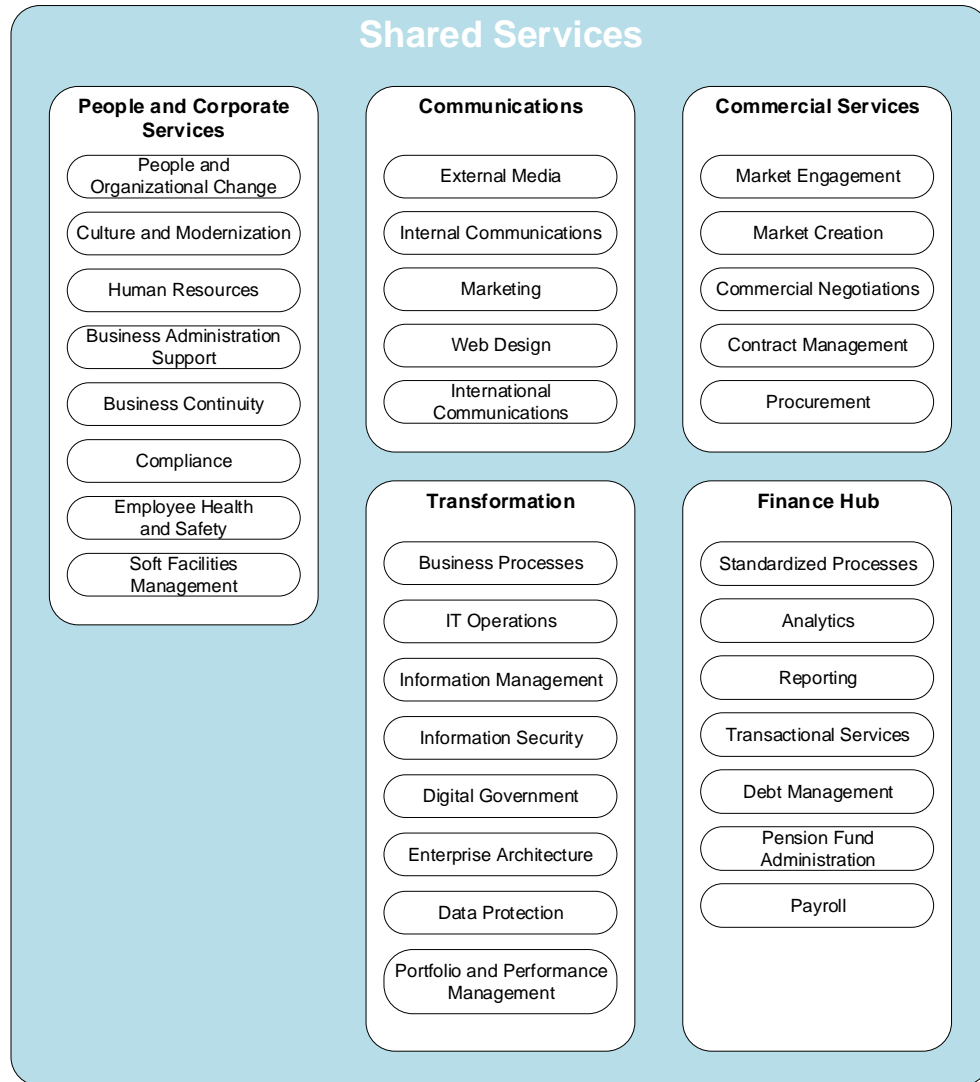 Shared Services
People and Corporate
Services
People and
Organizational Change
Culture and Modernization
Human Resources
Business Administration
Support
Business Continuity
Compliance
Employee Health
and Safety
Soft Facilities
Management
Communications
External Media
Internal Communications
Marketing
Web Design
International
Communications
Commercial Services
Market Engagement
Market Creation
Commercial Negotiations
Contract Management
Procurement
Transformation
Business Processes
IT Operations
Information Management
Information Security
Digital Government
Enterprise Architecture
Data Protection
Portfolio and Performance
Management
Finance Hub
Standardized Processes
Analytics
Reporting
Transactional Services
Debt Management
Pension Fund
Administration
Payroll